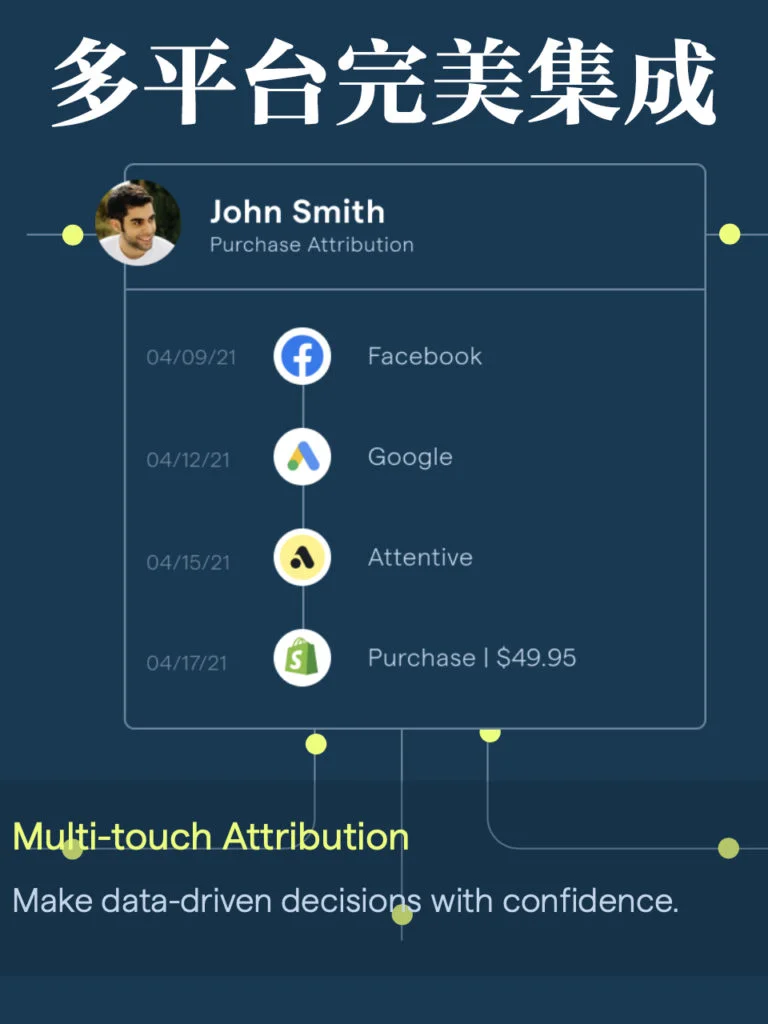 多平台完美集成
John Smith
Purchase Attribution
04/09/21 Facebook
04/12/21 Google
04/15/21 Attentive
04/17/21 Purchase | $49.95
Multi-touch Attribution
Make data-driven decisions with confidence.